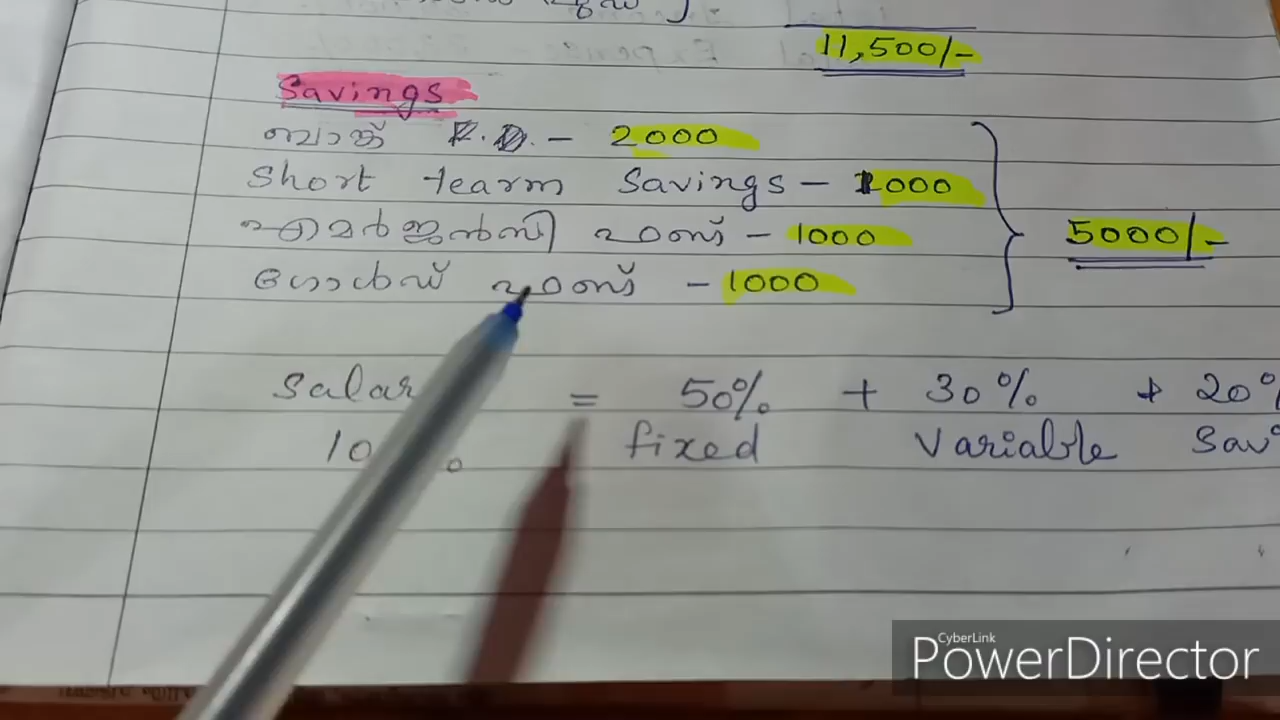 11,500/-
Savings
ബാങ്ക് F.D. - 2000
Short tearm Savings - 1000
എമർജൻസി ഫണ്ട് - 1000
ഗോൾഡ് ഫണ്ട് - 1000
5000/-
= 50% + 30% + 20%
fixed Variable
CyberLink
PowerDirector